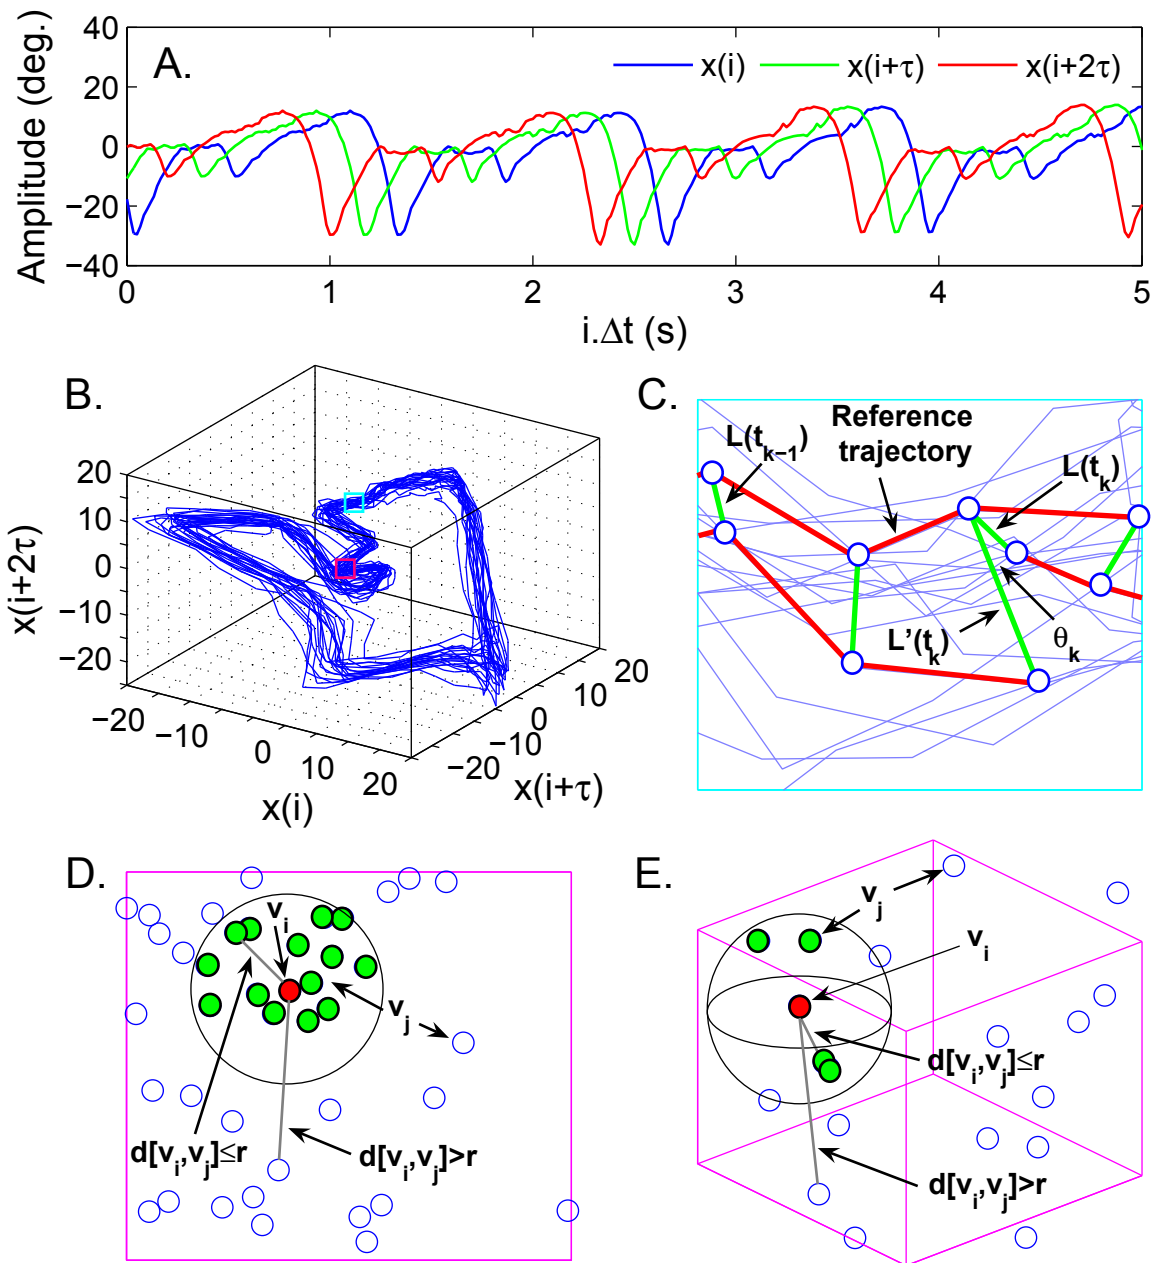 A.
x(i)
x(i+τ)
x(i+2τ)
Amplitude (deg.)
40
20
0
−20
−40
0
1
2
3
4
5
i.Δt (s)
B.
x(i+2τ)
20
10
0
−10
−20
−20
−10
0
10
20
x(i)
−20
−10
0
10
20
x(i+τ)
C.
L(t_{k−1})
Reference
trajectory
L(t_k)
L'(t_k)
θ_k
D.
v_i
v_j
d[v_i,v_j]≤r
d[v_i,v_j]>r
E.
v_j
v_i
d[v_i,v_j]≤r
d[v_i,v_j]>r